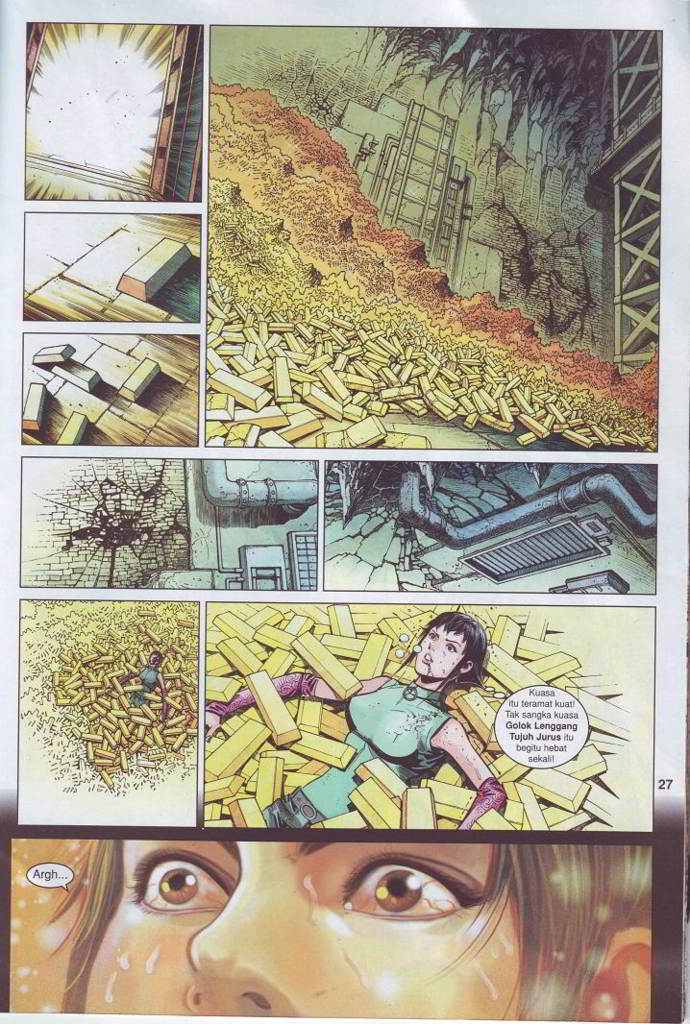 Kuasa
itu teramat kuat!
Tak sangka kuasa
Golok Lenggang
Tujuh Jurus itu
begitu hebat
sekali!
27
Argh...